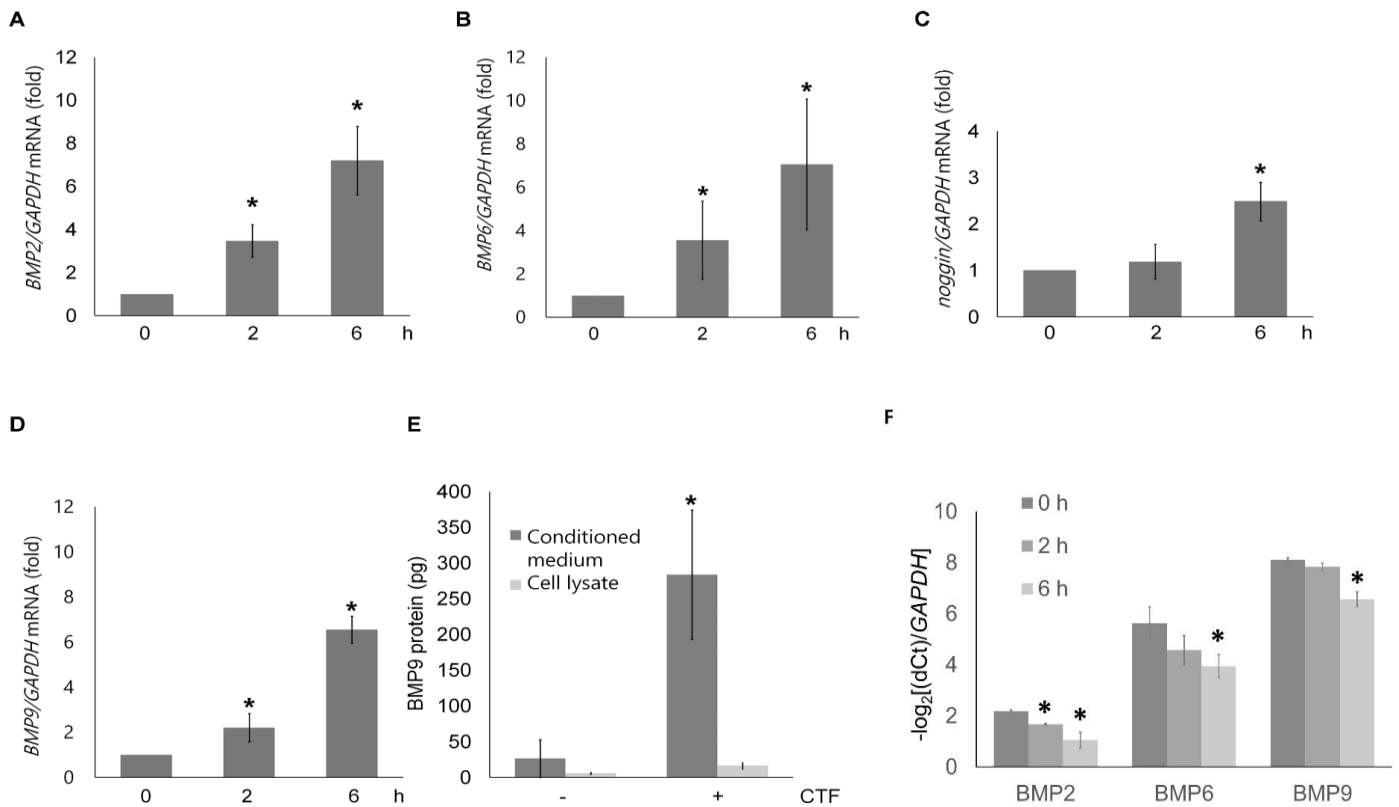 A
BMP2/GAPDH mRNA (fold)
12
10
8
6
4
2
0
*
*
0 2 6 h
B
BMP6/GAPDH mRNA (fold)
12
10
8
6
4
2
0
*
*
0 2 6 h
C
noggin/GAPDH mRNA (fold)
4
3
2
1
0
*
0 2 6 h
D
BMP9/GAPDH mRNA (fold)
12
10
8
6
4
2
0
*
*
0 2 6 h
E
BMP9 protein (pg)
400
350
300
250
200
150
100
50
0
Conditioned
medium
Cell lysate
*
- + CTF
F
-log2[(dCt)/GAPDH]
10
8
6
4
2
0
0 h
2 h
6 h
* *
*
*
BMP2 BMP6 BMP9